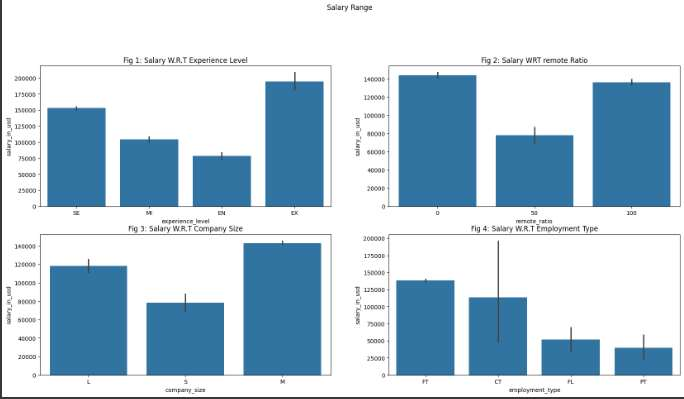 Salary Range
Fig 1: Salary W.R.T Experience Level
salary_in_usd
200000
175000
150000
125000
100000
75000
50000
25000
0
SE MI EN EX
experience_level
Fig 2: Salary WRT remote Ratio
salary_in_usd
140000
120000
100000
80000
60000
40000
20000
0
0 50 100
remote_ratio
Fig 3: Salary W.R.T Company Size
salary_in_usd
140000
120000
100000
80000
60000
40000
20000
0
L S M
company_size
Fig 4: Salary W.R.T Employment Type
salary_in_usd
200000
175000
150000
125000
100000
75000
50000
25000
0
FT CT FL PT
employment_type